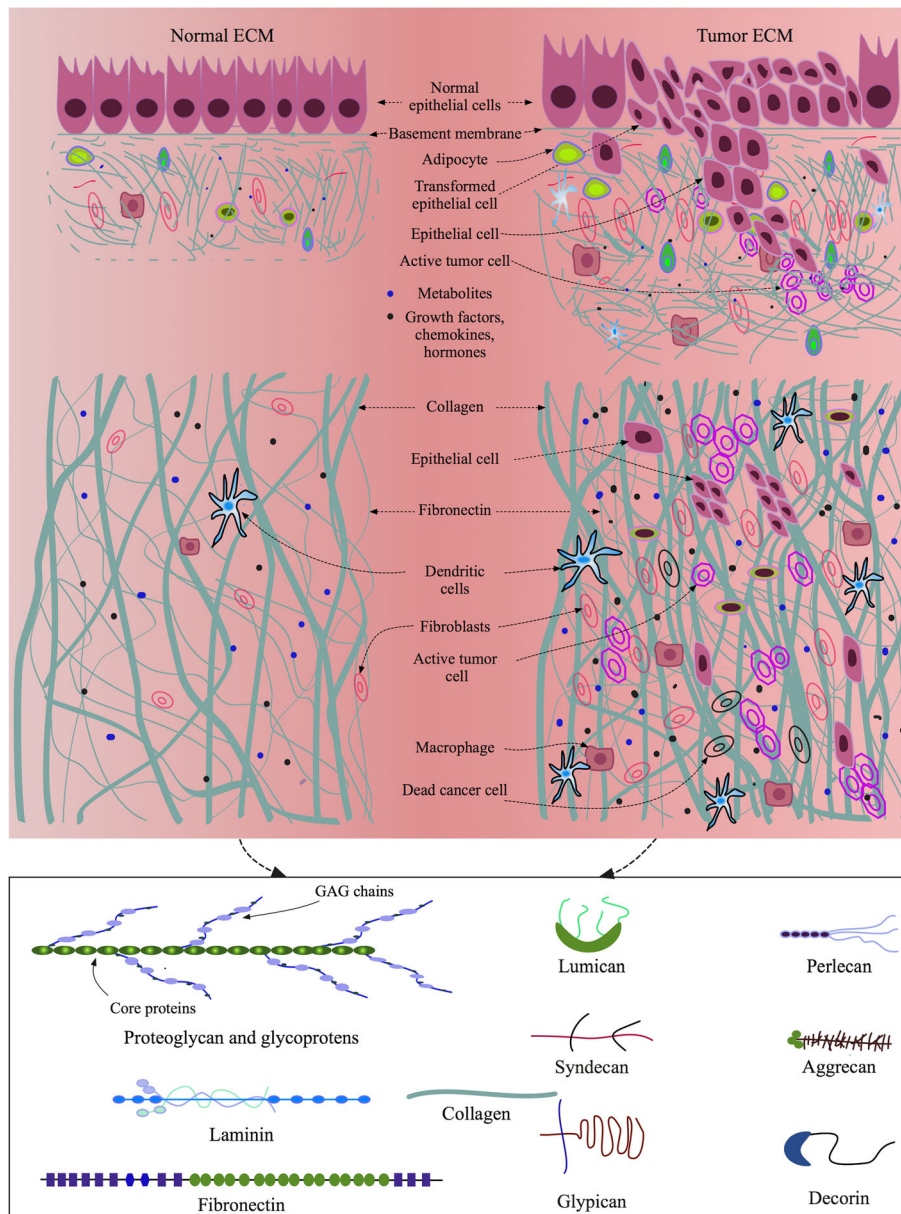 Normal ECM
Tumor ECM
Normal
epithelial cells
Basement membrane
Adipocyte
Transformed
epithelial cell
Epithelial cell
Active tumor cell
Metabolites
Growth factors,
chemokines,
hormones
Collagen
Epithelial cell
Fibronectin
Dendritic
cells
Fibroblasts
Active tumor
cell
Macrophage
Dead cancer cell
GAG chains
Core proteins
Proteoglycan and glycoprotens
Lumican
Perlecan
Syndecan
Aggrecan
Laminin
Collagen
Fibronectin
Glypican
Decorin